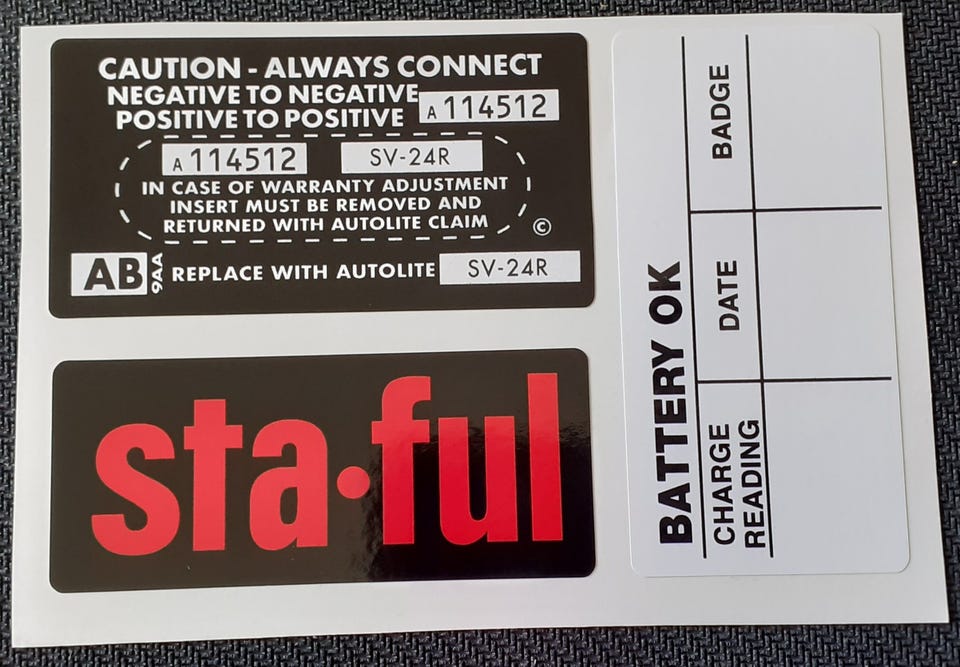 CAUTION - ALWAYS CONNECT
NEGATIVE TO NEGATIVE
POSITIVE TO POSITIVE
A 114512
A 114512
SV-24R
IN CASE OF WARRANTY ADJUSTMENT
INSERT MUST BE REMOVED AND
RETURNED WITH AUTOLITE CLAIM
©
AB 9AA REPLACE WITH AUTOLITE SV-24R
sta·ful
BATTERY OK
CHARGE
READING
DATE
BADGE